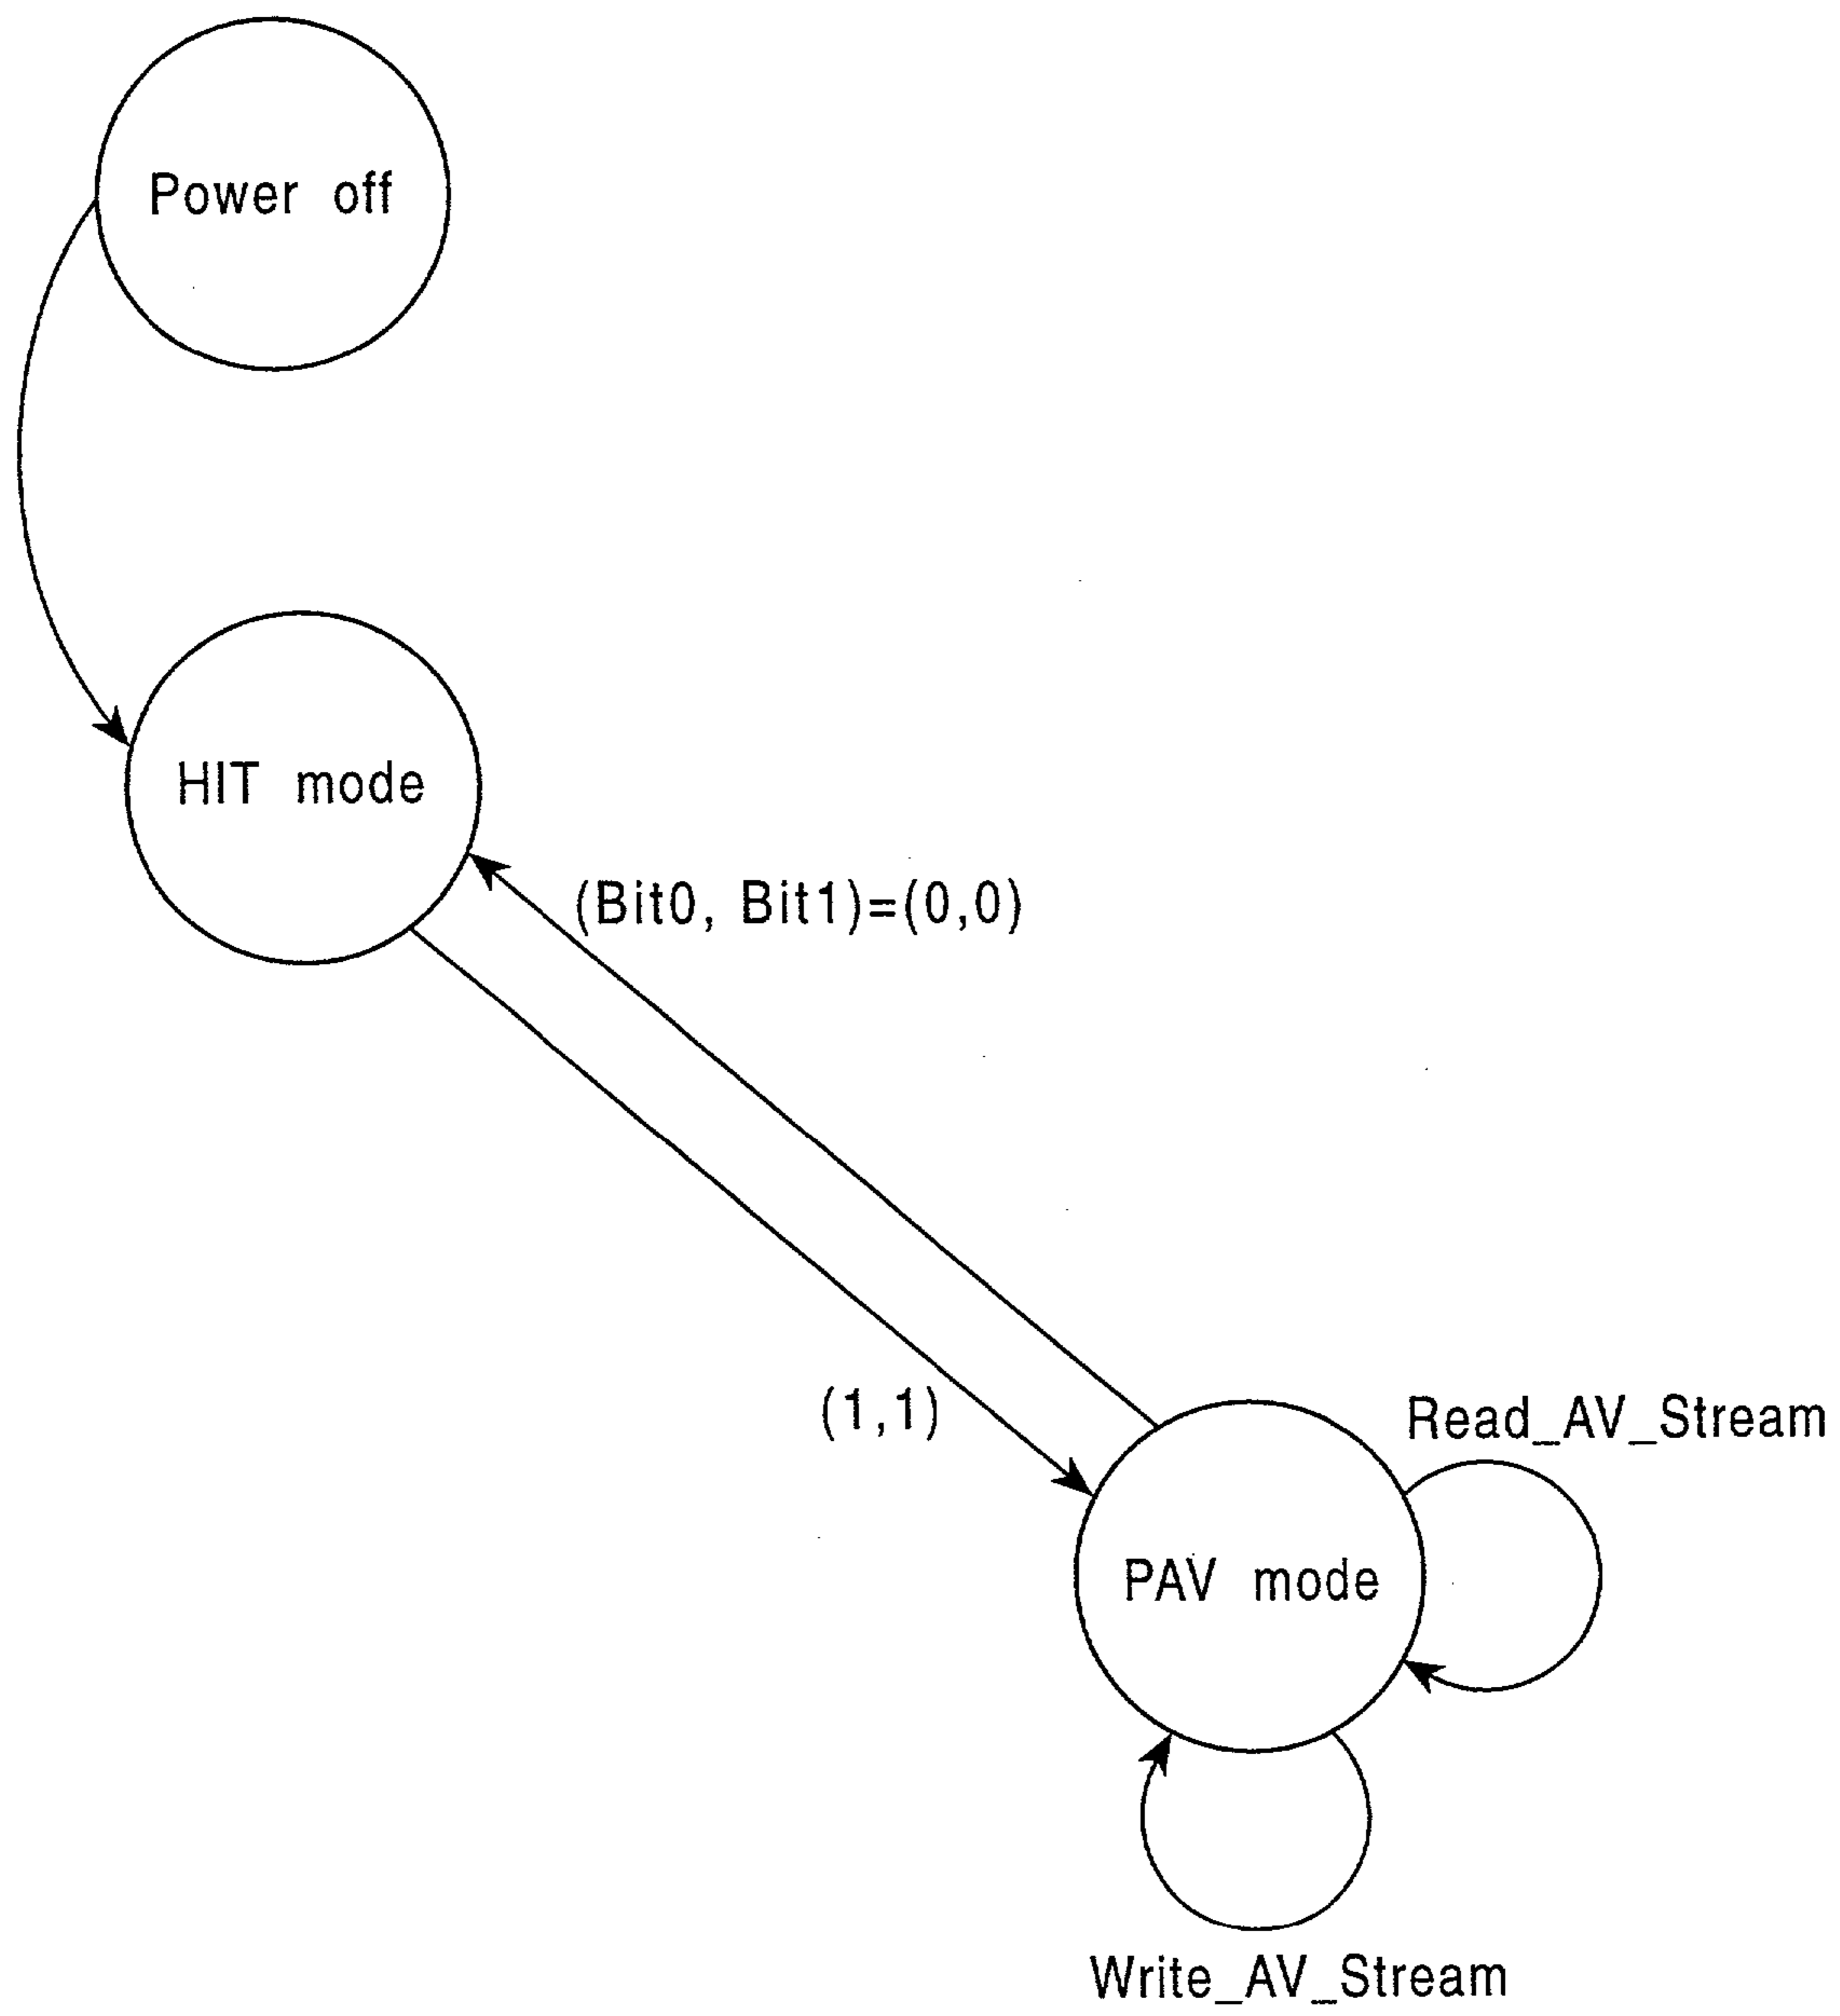 Power off
HIT mode
(Bit0, Bit1)=(0,0)
(1,1)
Read_AV_Stream
PAV mode
Write_AV_Stream